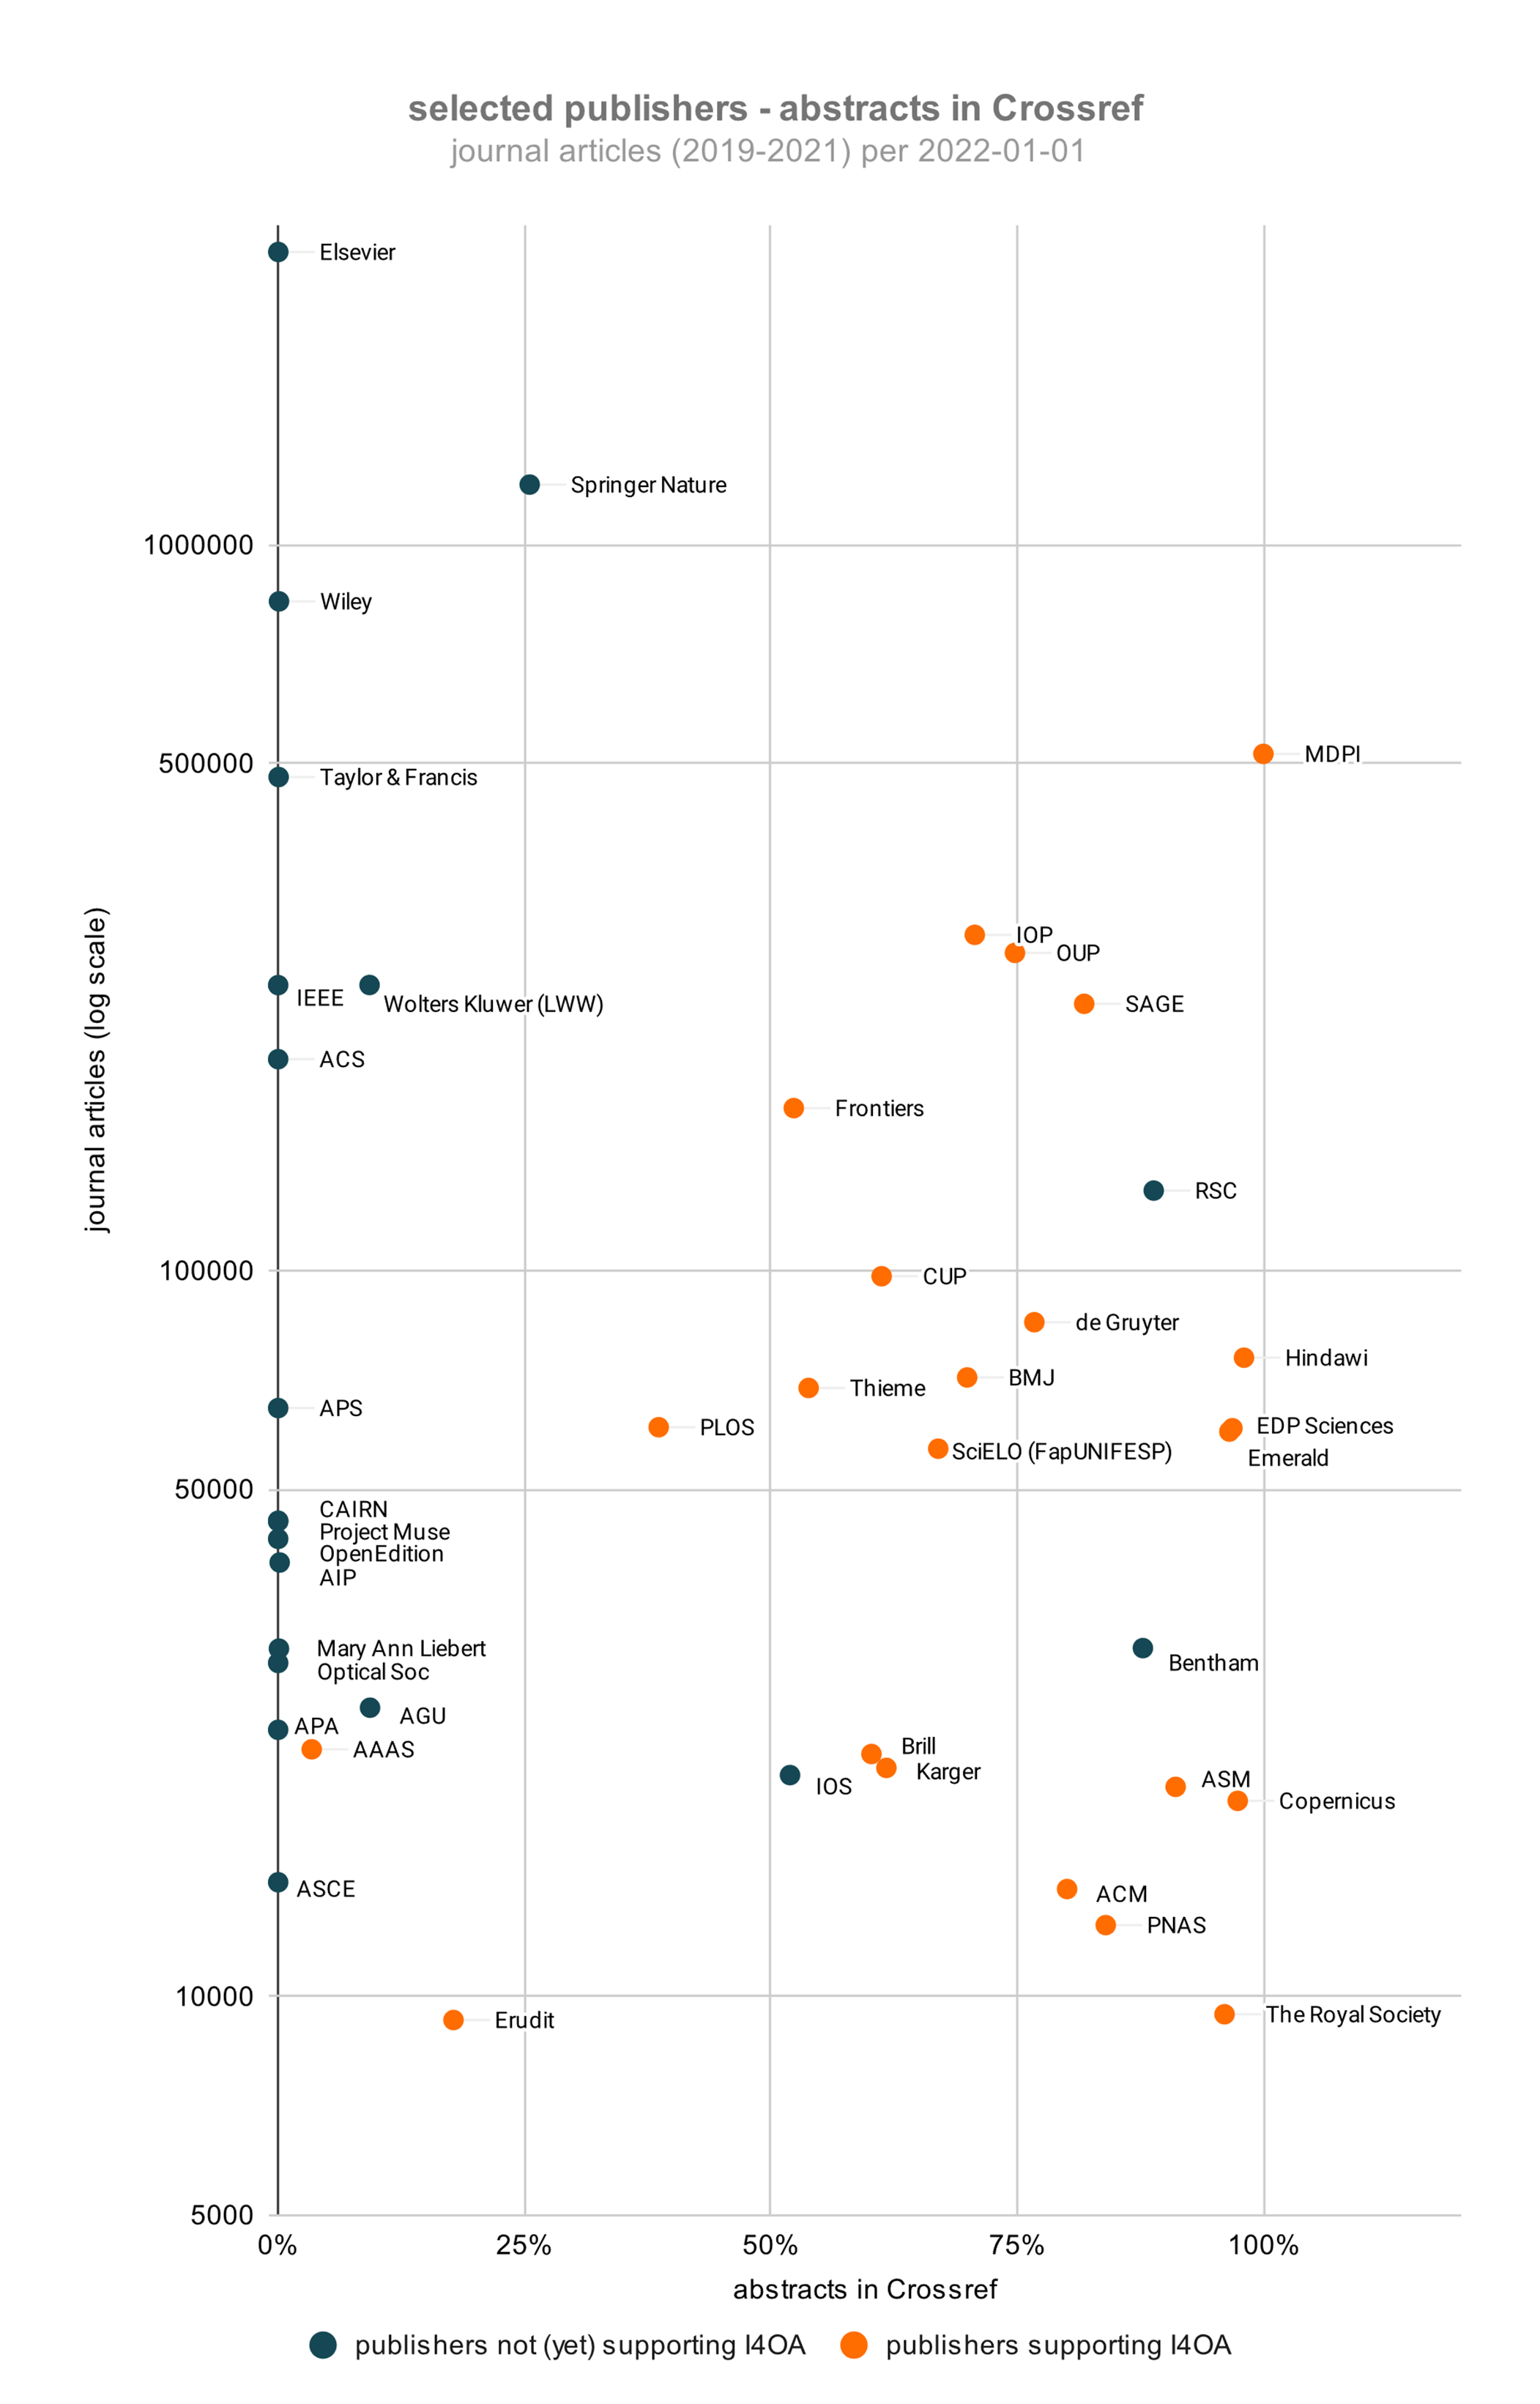 selected publishers - abstracts in Crossref
journal articles (2019-2021) per 2022-01-01
Elsevier
Springer Nature
1000000
Wiley
MDPI
500000
Taylor & Francis
journal articles (log scale)
IOP
OUP
IEEE
Wolters Kluwer (LWW)
SAGE
ACS
Frontiers
RSC
100000
CUP
de Gruyter
Hindawi
BMJ
Thieme
APS
PLOS
EDP Sciences
SciELO (FapUNIFESP)
Emerald
50000
CAIRN
Project Muse
OpenEdition
AIP
Mary Ann Liebert
Bentham
Optical Soc
AGU
APA
AAAS
Brill
Karger
IOS
ASM
Copernicus
ASCE
ACM
PNAS
10000
The Royal Society
Erudit
5000
0% 25% 50% 75% 100%
abstracts in Crossref
publishers not (yet) supporting I4OA publishers supporting I4OA